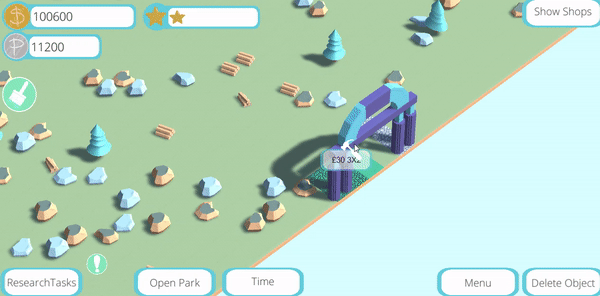 100600
Show Shops
11200
£30 3X
ResearchTasks
Open Park
Time
Menu
Delete Object